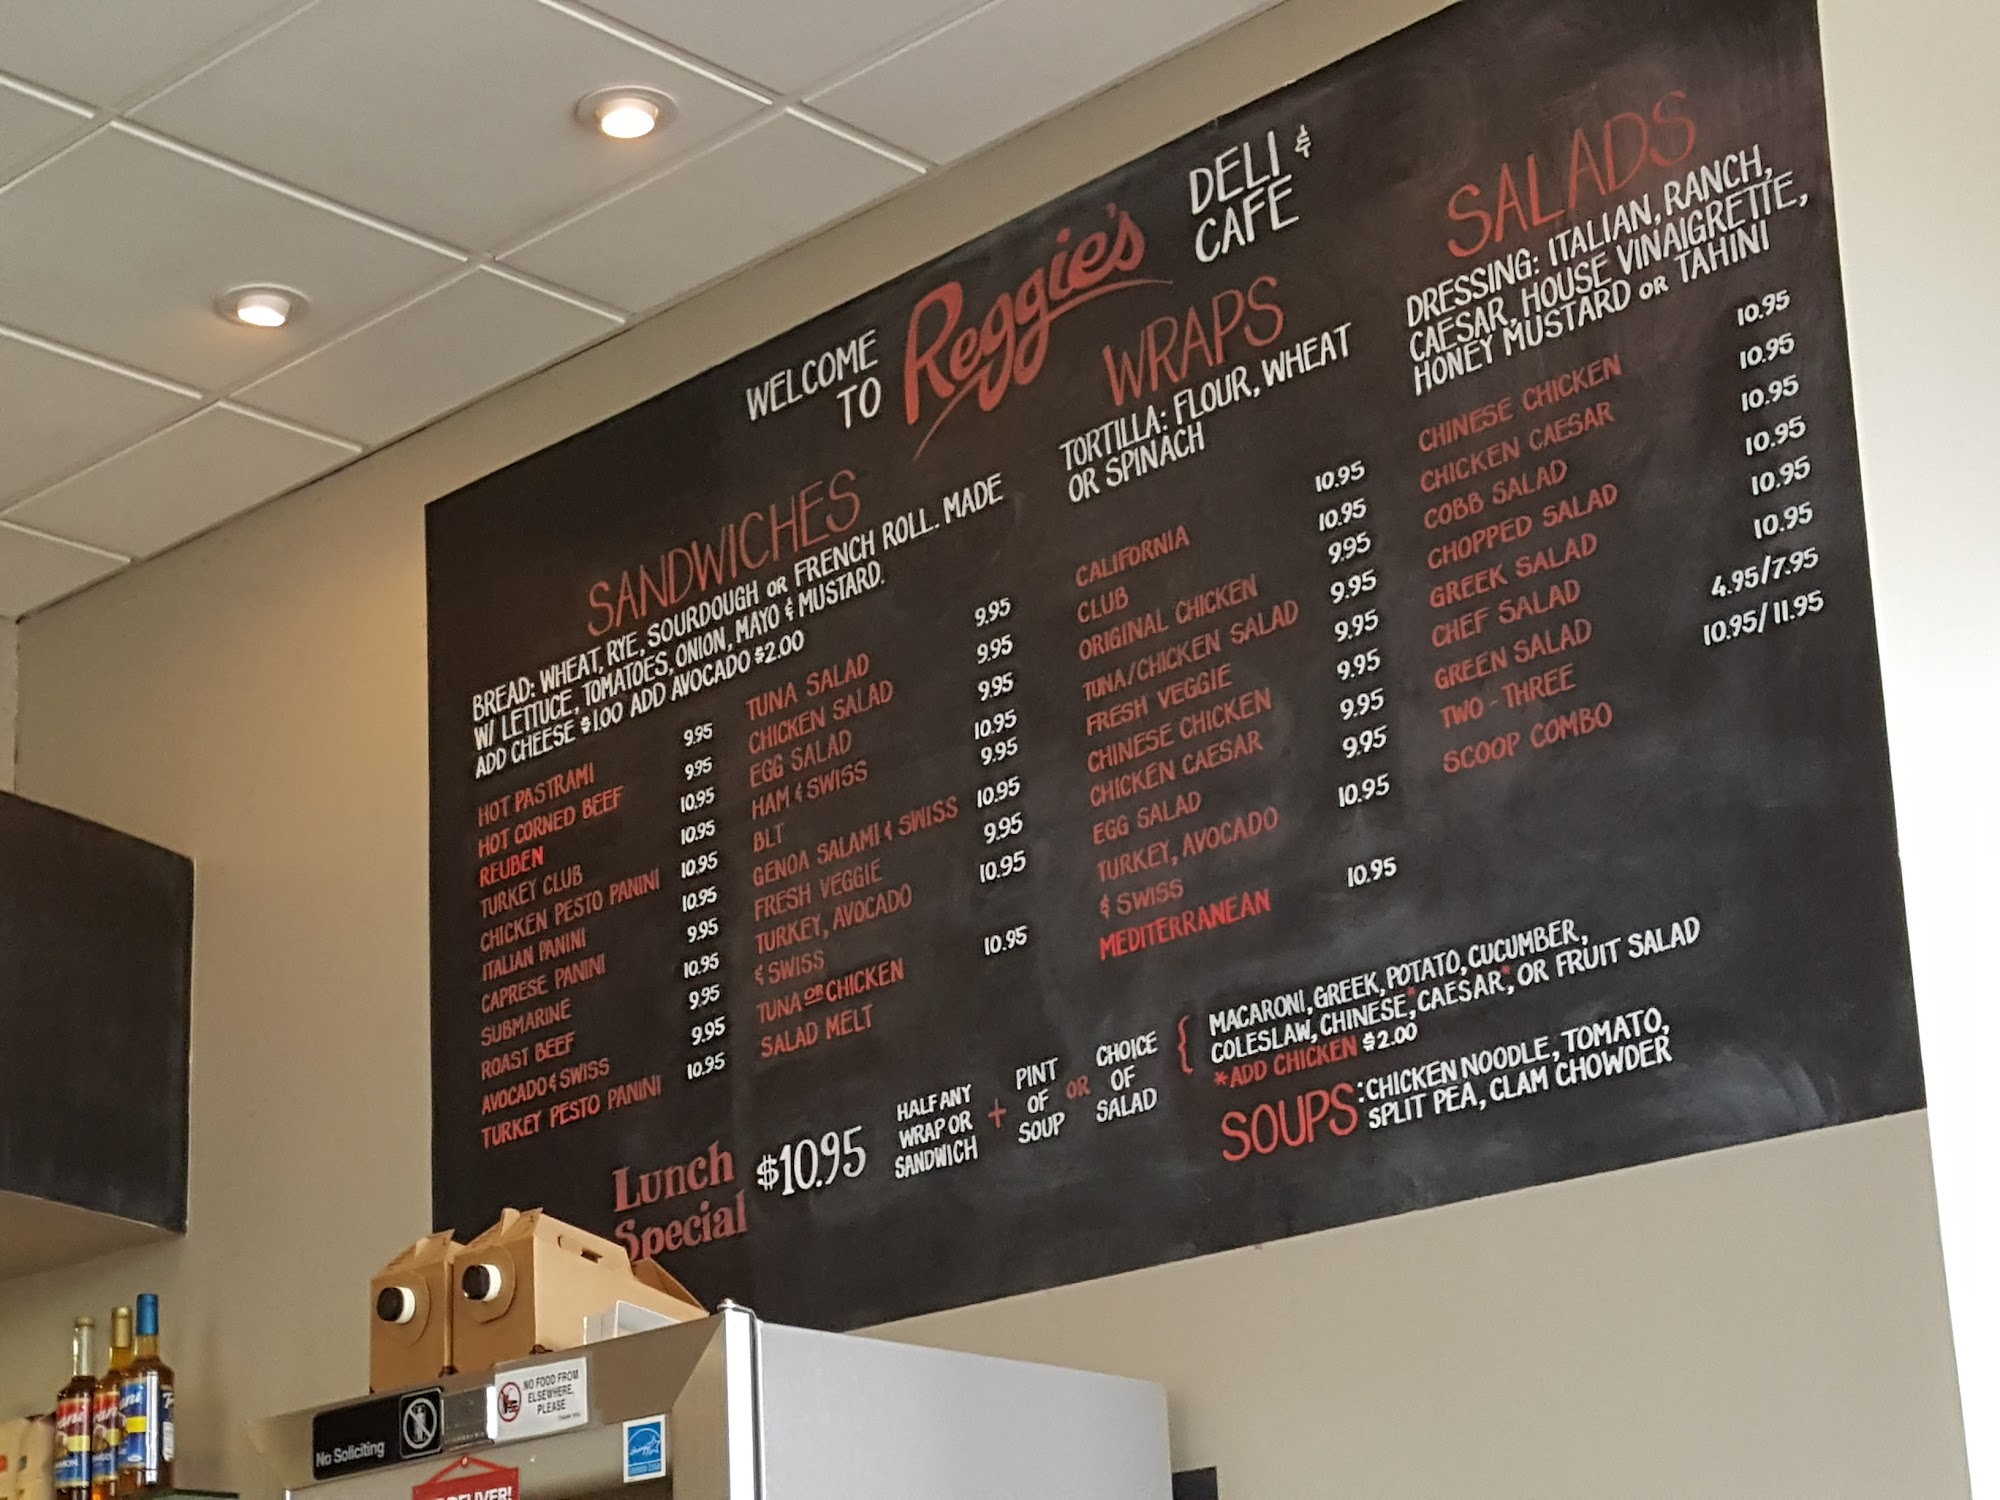 WELCOME
TO
Reggie's
DELI &
CAFE
SANDWICHES
BREAD: WHEAT, RYE, SOURDOUGH OR FRENCH ROLL. MADE
W/ LETTUCE, TOMATOES, ONION, MAYO & MUSTARD.
ADD CHEESE $1.00 ADD AVOCADO $2.00
HOT PASTRAMI 9.95
HOT CORNED BEEF 9.95
REUBEN 10.95
TURKEY CLUB 10.95
CHICKEN PESTO PANINI 10.95
ITALIAN PANINI 10.95
CAPRESE PANINI 9.95
SUBMARINE 10.95
ROAST BEEF 9.95
AVOCADO & SWISS 9.95
TURKEY PESTO PANINI 10.95
TUNA SALAD 9.95
CHICKEN SALAD 9.95
EGG SALAD 9.95
HAM & SWISS 10.95
BLT 9.95
GENOA SALAMI & SWISS 10.95
FRESH VEGGIE 9.95
TURKEY, AVOCADO 10.95
& SWISS
TUNA OR CHICKEN 10.95
SALAD MELT
WRAPS
TORTILLA: FLOUR, WHEAT
OR SPINACH
CALIFORNIA 10.95
CLUB 10.95
ORIGINAL CHICKEN 9.95
TUNA/CHICKEN SALAD 9.95
FRESH VEGGIE 9.95
CHINESE CHICKEN 9.95
CHICKEN CAESAR 9.95
EGG SALAD 9.95
TURKEY, AVOCADO 10.95
& SWISS
MEDITERRANEAN 10.95
SALADS
DRESSING: ITALIAN, RANCH,
CAESAR, HOUSE VINAIGRETTE,
HONEY MUSTARD OR TAHINI
CHINESE CHICKEN 10.95
CHICKEN CAESAR 10.95
COBB SALAD 10.95
CHOPPED SALAD 10.95
GREEK SALAD 10.95
CHEF SALAD 10.95
GREEN SALAD 4.95/7.95
TWO - THREE 10.95/11.95
SCOOP COMBO
Lunch
Special
$10.95
HALF ANY
WRAP OR
SANDWICH
+
PINT
OF
SOUP
OR
CHOICE
OF
SALAD
{
MACARONI, GREEK, POTATO, CUCUMBER,
COLESLAW, CHINESE,* CAESAR,* OR FRUIT SALAD
*ADD CHICKEN $2.00
SOUPS: CHICKEN NOODLE, TOMATO,
SPLIT PEA, CLAM CHOWDER
No Soliciting
NO FOOD FROM
ELSEWHERE,
PLEASE